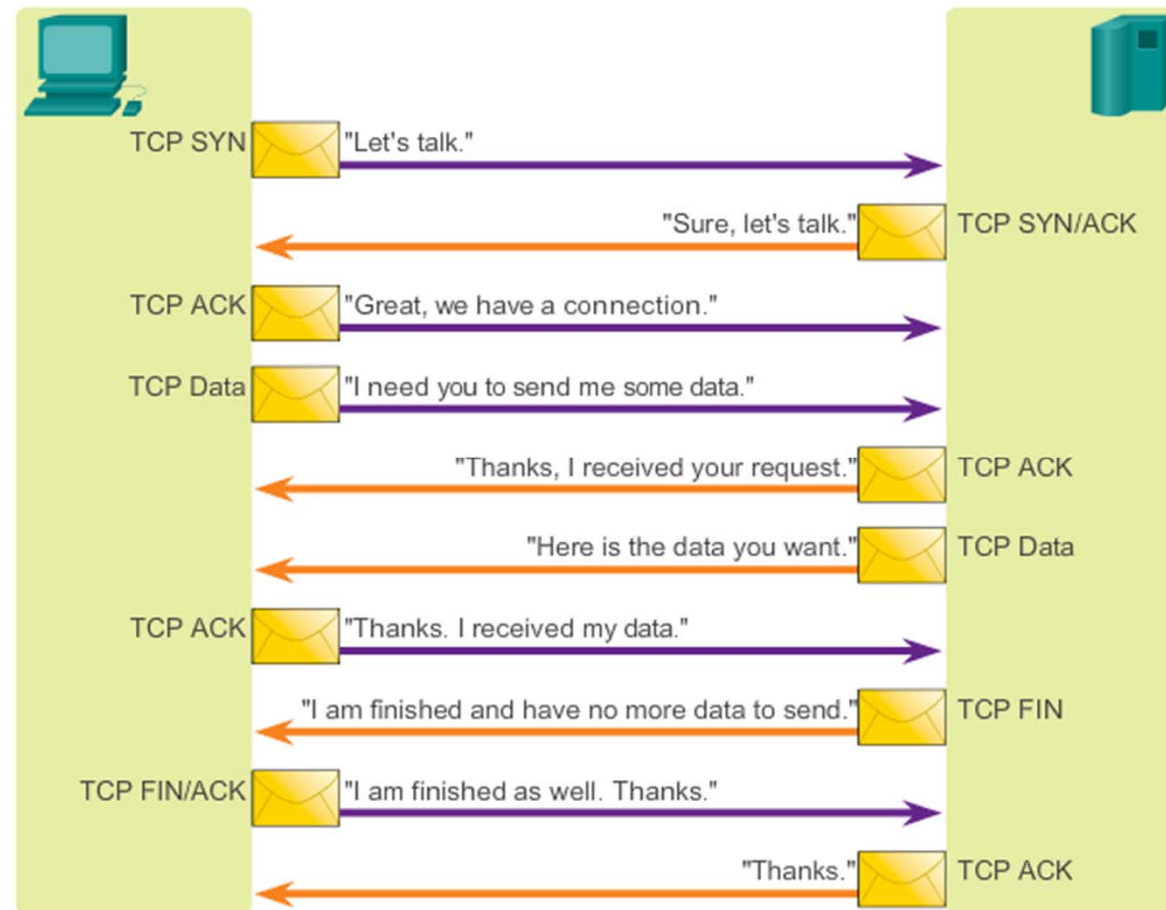 TCP SYN "Let's talk."
"Sure, let's talk." TCP SYN/ACK
TCP ACK "Great, we have a connection."
TCP Data "I need you to send me some data."
"Thanks, I received your request." TCP ACK
"Here is the data you want." TCP Data
TCP ACK "Thanks. I received my data."
"I am finished and have no more data to send." TCP FIN
TCP FIN/ACK "I am finished as well. Thanks."
"Thanks." TCP ACK